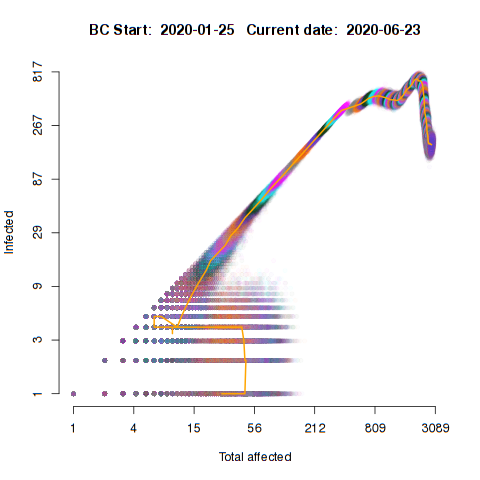 BC Start: 2020-01-25 Current date: 2020-06-23
817
267
87
29
9
3
1
Infected
1 4 15 56 212 809 3089
Total affected